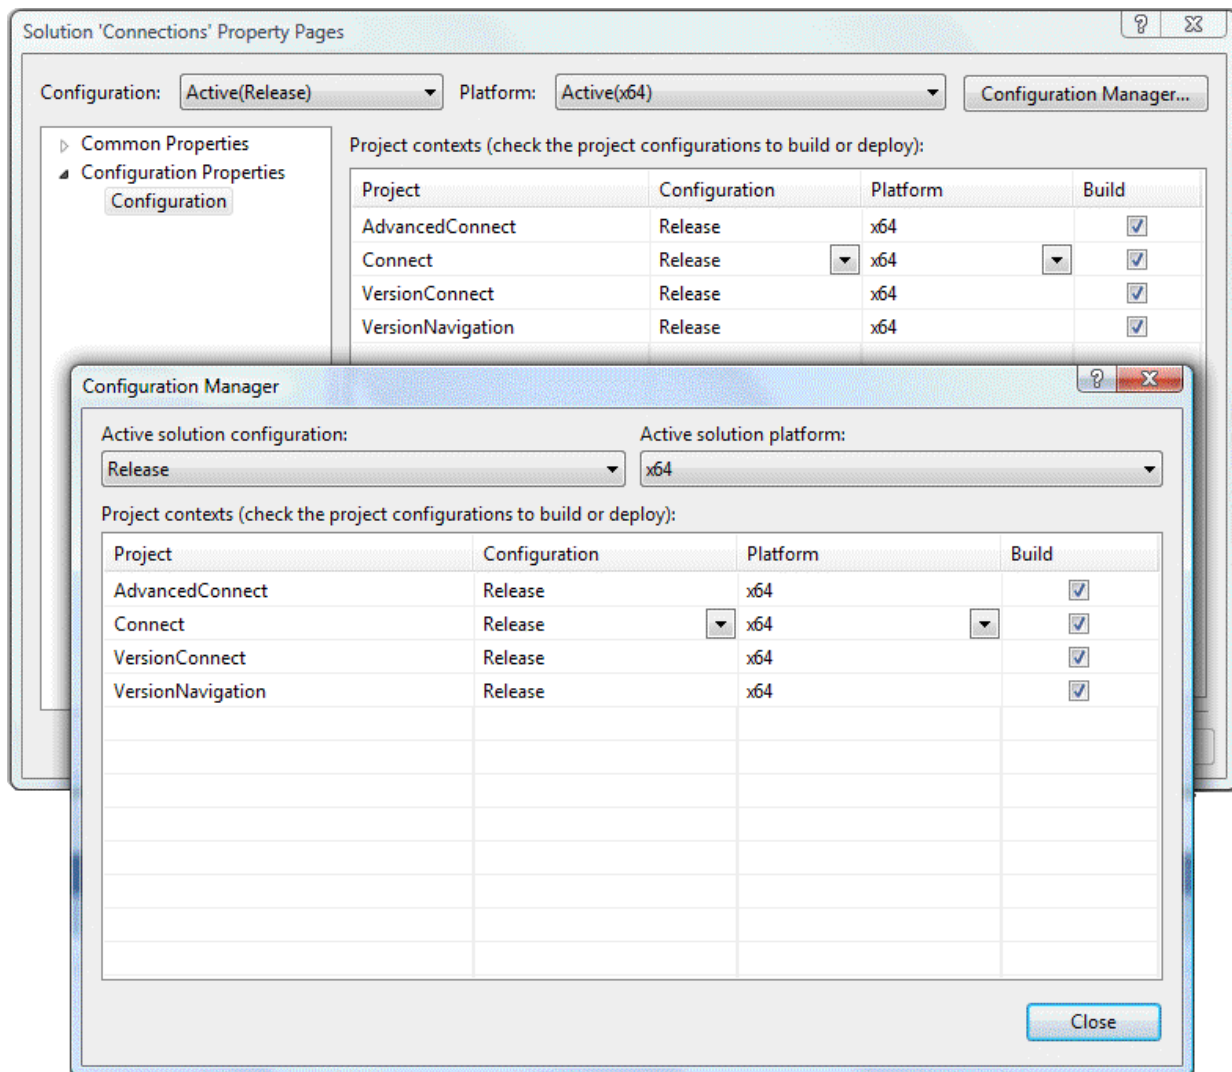 Solution 'Connections' Property Pages
Configuration: Active(Release) Platform: Active(x64) Configuration Manager...
Common Properties
Configuration Properties
Configuration
Project contexts (check the project configurations to build or deploy):
Project Configuration Platform Build
AdvancedConnect Release x64
Connect Release x64
VersionConnect Release x64
VersionNavigation Release x64
Configuration Manager
Active solution configuration: Active solution platform:
Release x64
Project contexts (check the project configurations to build or deploy):
Project Configuration Platform Build
AdvancedConnect Release x64
Connect Release x64
VersionConnect Release x64
VersionNavigation Release x64
Close